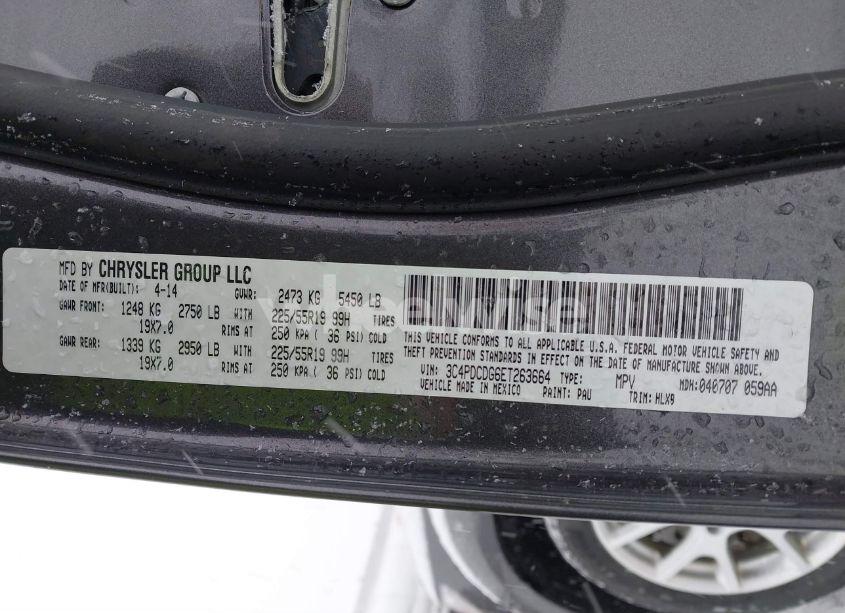 MFD BY CHRYSLER GROUP LLC
DATE OF MFR(BUILT): 4-14 GVWR: 2473 KG 5450 LB
GAWR FRONT: 1248 KG 2750 LB WITH 225/55R19 99H TIRES
19X7.0 RIMS AT 250 KPA ( 36 PSI) COLD
GAWR REAR: 1339 KG 2950 LB WITH 225/55R19 99H TIRES
19X7.0 RIMS AT 250 KPA ( 36 PSI) COLD
THIS VEHICLE CONFORMS TO ALL APPLICABLE U.S.A. FEDERAL MOTOR VEHICLE SAFETY AND
THEFT PREVENTION STANDARDS IN EFFECT ON THE DATE OF MANUFACTURE SHOWN ABOVE.
VIN: 3C4PDCDG6ET263664 TYPE: MPV MDH:040707 059AA
VEHICLE MADE IN MEXICO PAINT: PAU TRIM: HLX9
wheelwise